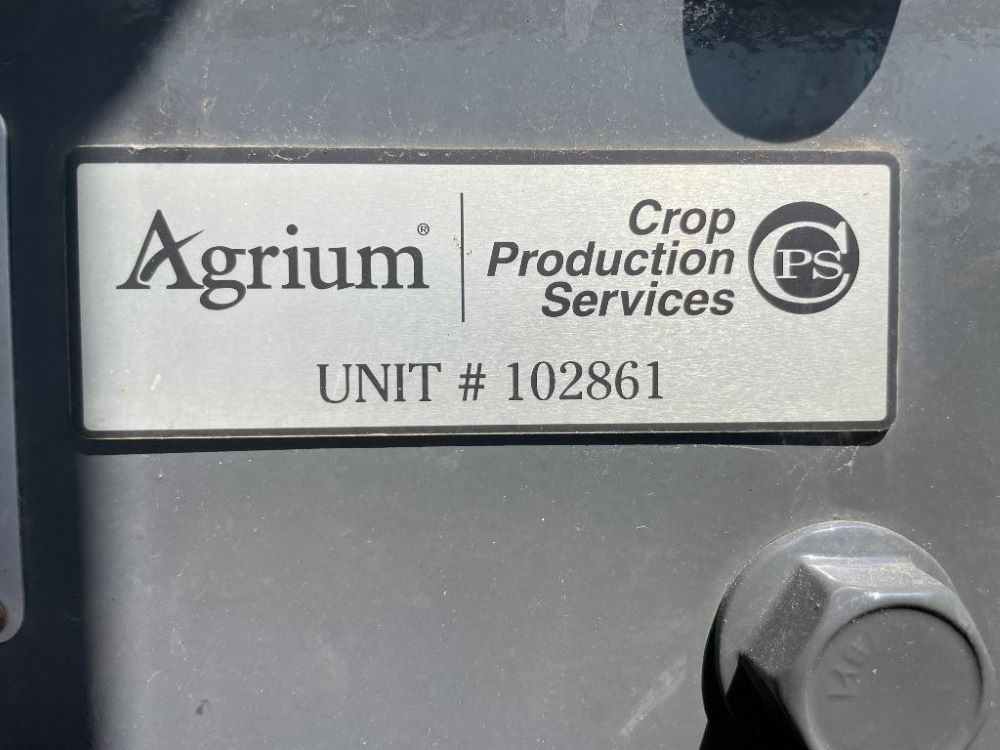 Agrium®
Crop
Production
Services
CPS
UNIT # 102861